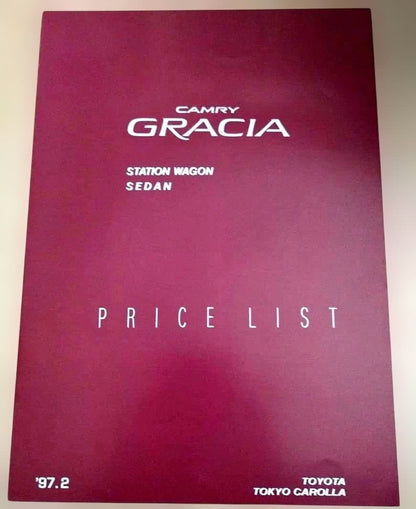 CAMRY
GRACIA
STATION WAGON
SEDAN
PRICE LIST
'97.2
TOYOTA
TOKYO CAROLLA